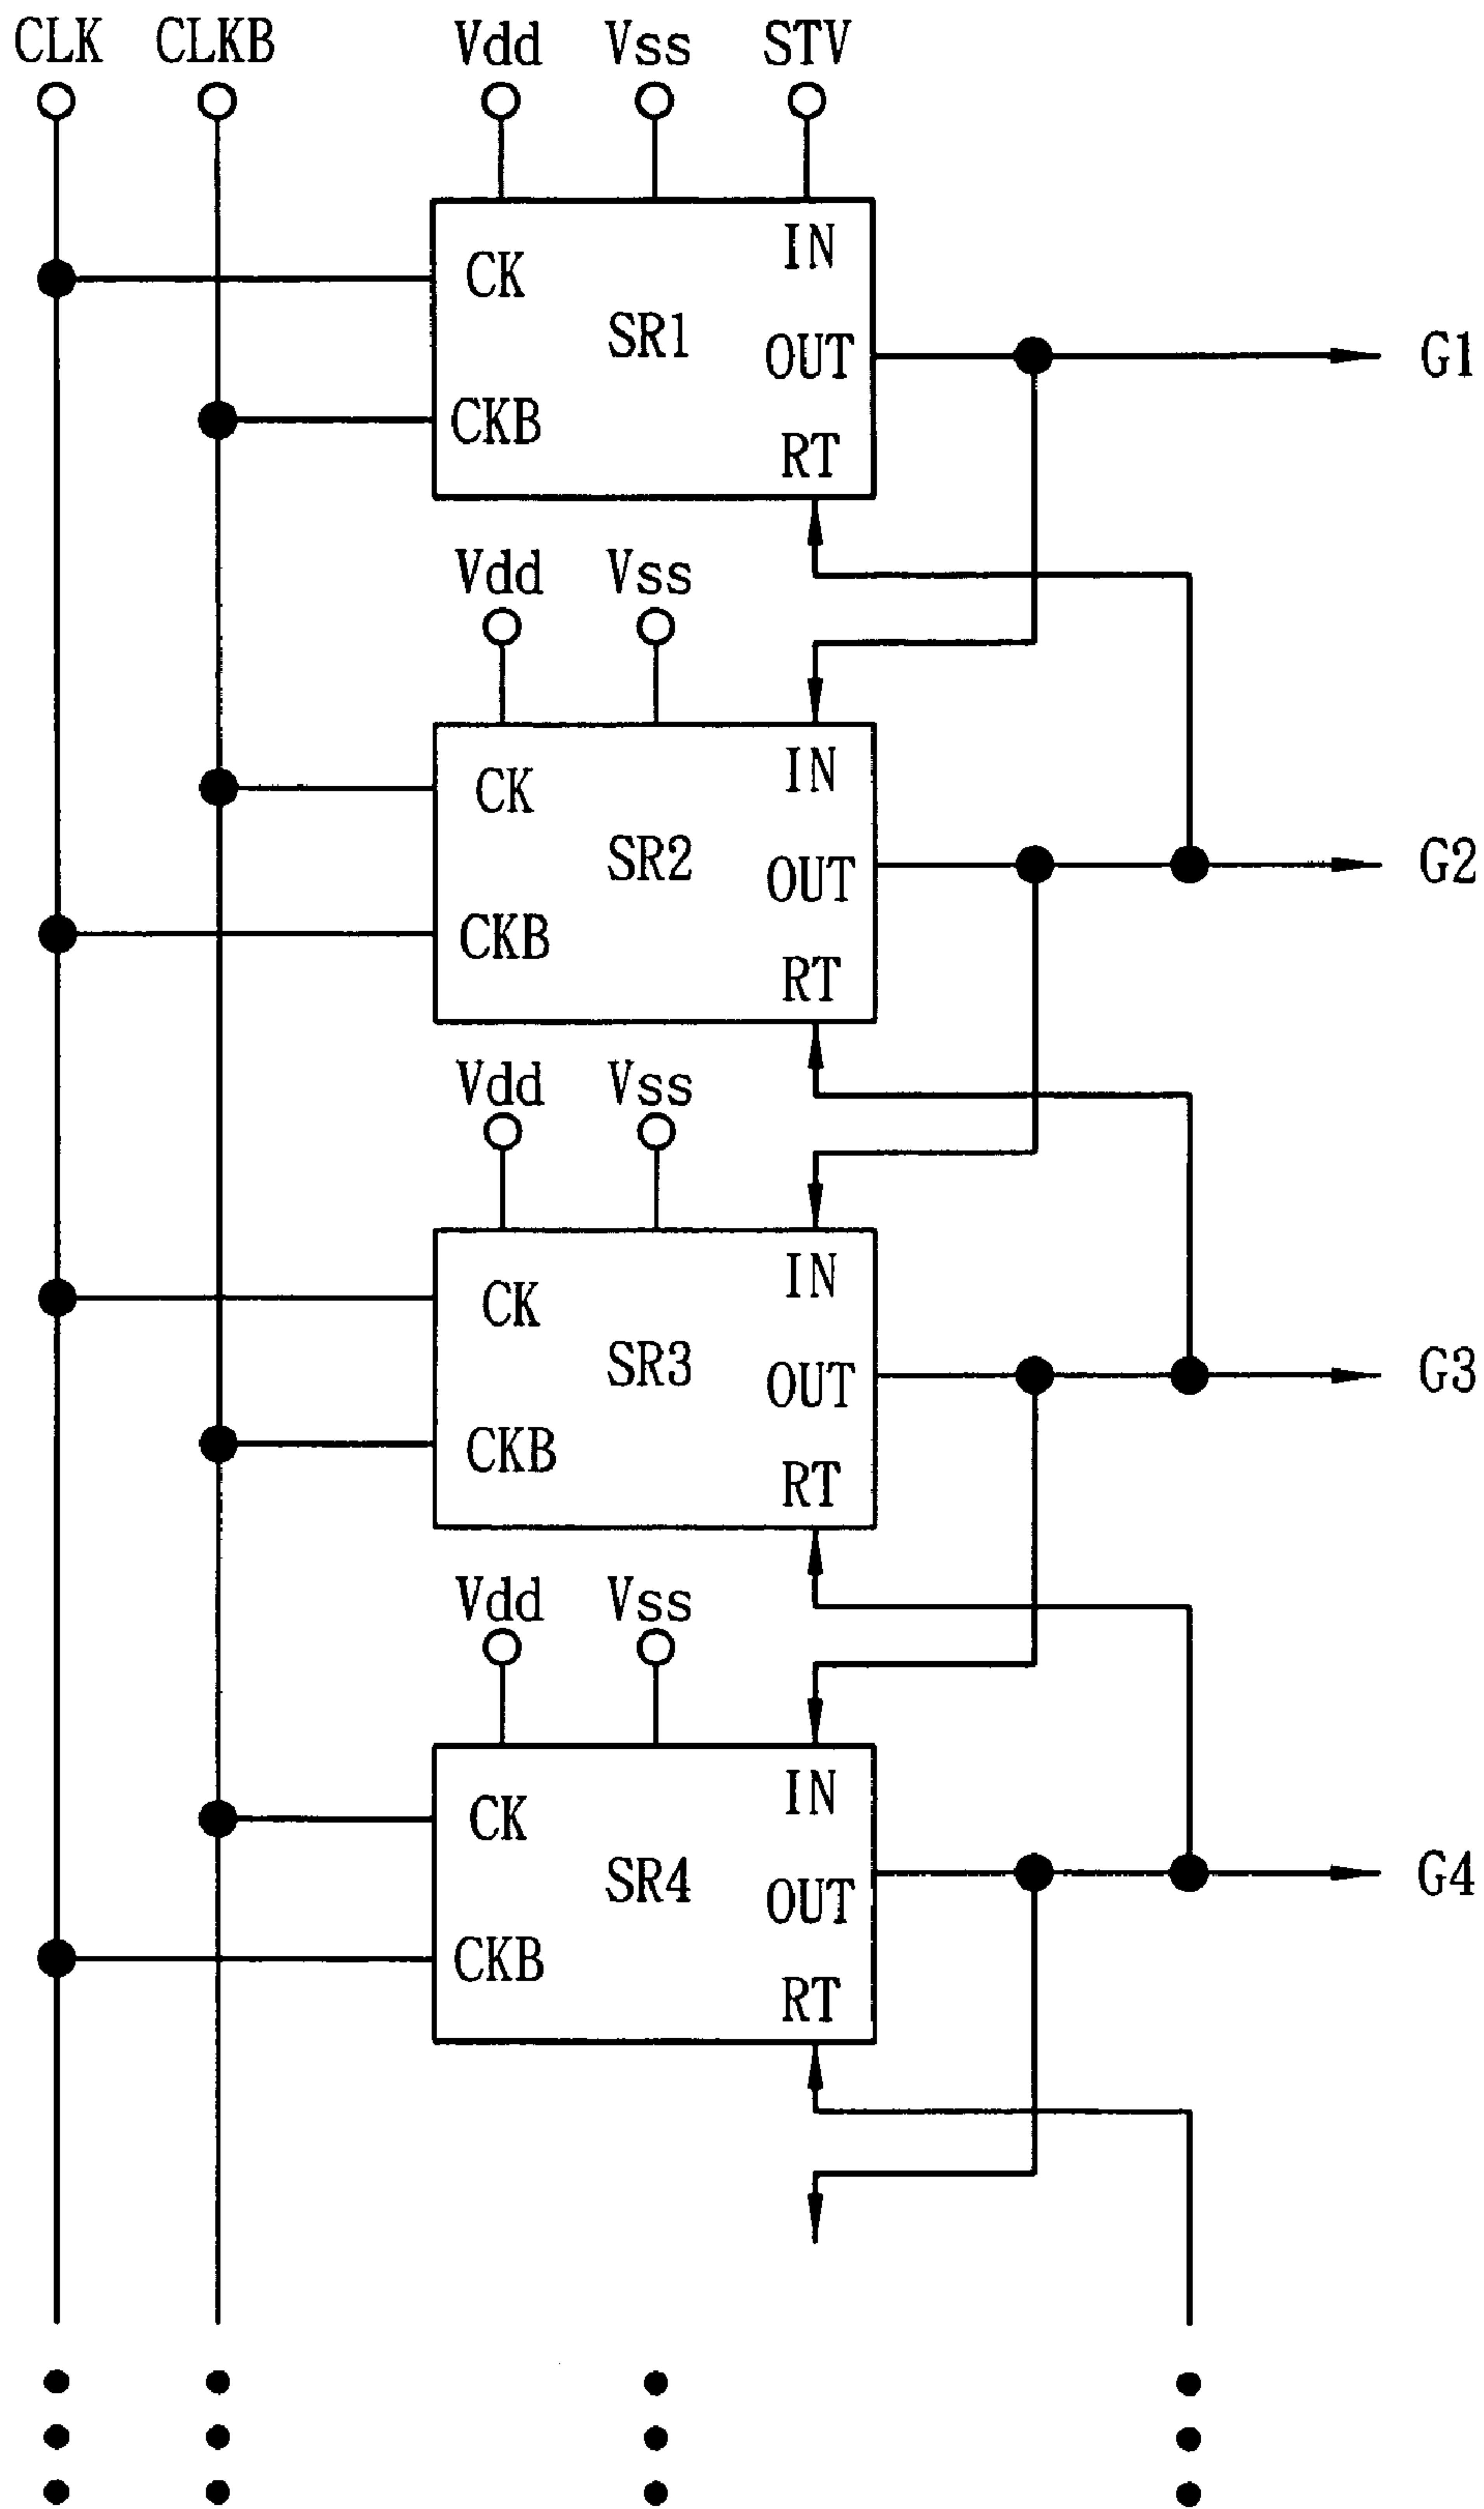 CLK CLKB Vdd Vss STV
IN
CK
SR1
OUT
G1
CKB
RT
Vdd Vss
IN
CK
SR2
OUT
G2
CKB
RT
Vdd Vss
IN
CK
SR3
OUT
G3
CKB
RT
Vdd Vss
IN
CK
SR4
OUT
G4
CKB
RT